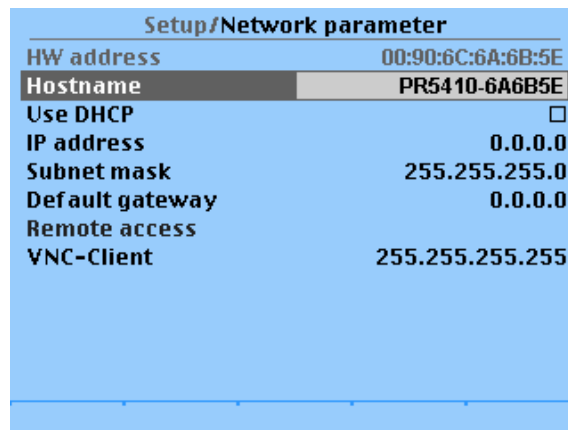 Setup/Network parameter
HW address 00:90:6C:6A:6B:5E
Hostname PR5410-6A6B5E
Use DHCP
IP address 0.0.0.0
Subnet mask 255.255.255.0
Default gateway 0.0.0.0
Remote access
VNC-Client 255.255.255.255